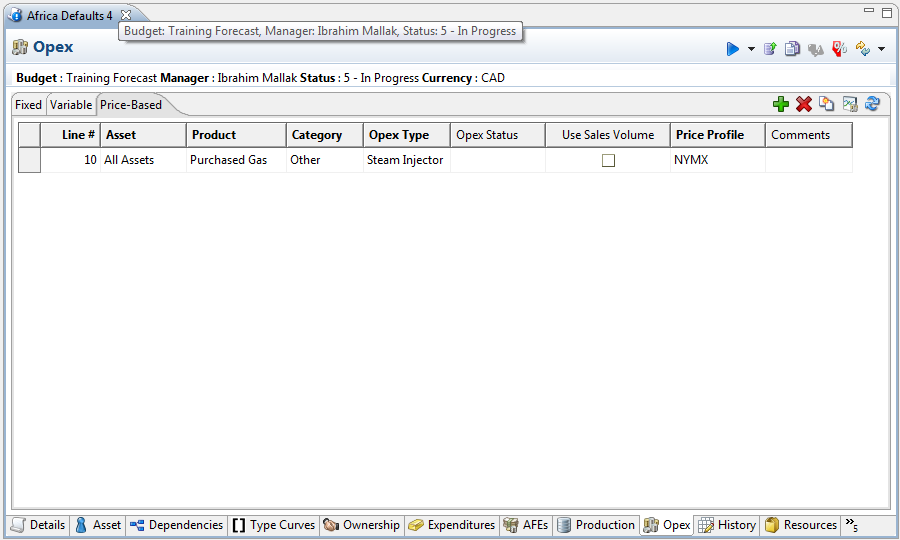 Africa Defaults 4
Budget: Training Forecast, Manager: Ibrahim Mallak, Status: 5 - In Progress
Opex
Budget : Training Forecast Manager : Ibrahim Mallak Status : 5 - In Progress Currency : CAD
Fixed Variable Price-Based
Line # Asset Product Category Opex Type Opex Status Use Sales Volume Price Profile Comments
10 All Assets Purchased Gas Other Steam Injector NYMX
Details Asset Dependencies Type Curves Ownership Expenditures AFEs Production Opex History Resources »5